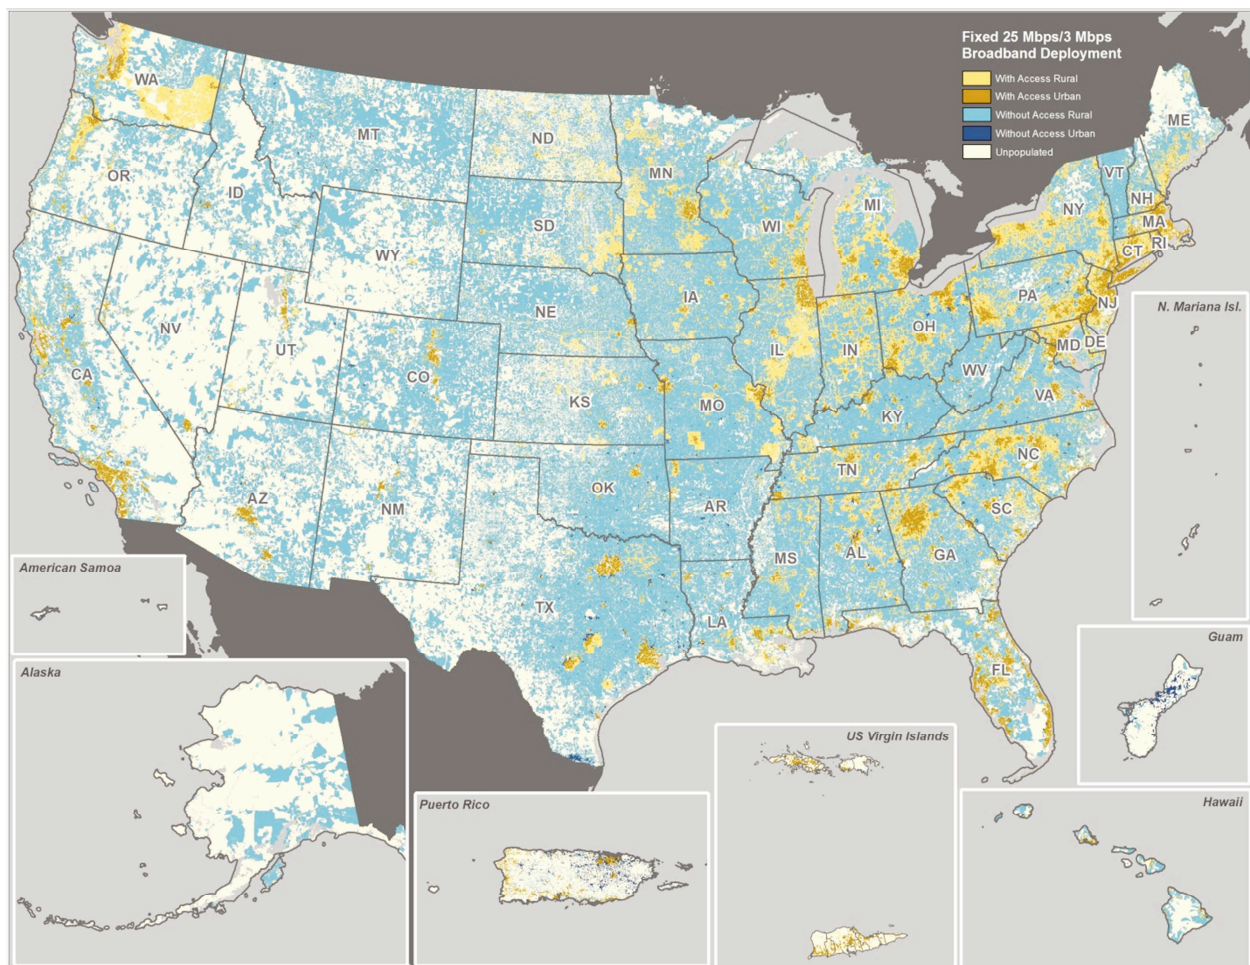 Fixed 25 Mbps/3 Mbps
Broadband Deployment
With Access Rural
With Access Urban
Without Access Rural
Without Access Urban
Unpopulated
WA
MT
ND
MN
ME
OR
ID
SD
WI
MI
VT
NH
NY
MA
WY
RI
CT
IA
NE
PA
NJ
N. Mariana Isl.
NV
UT
IL
IN
OH
MD
DE
CA
CO
WV
KS
MO
VA
KY
NC
TN
AZ
NM
OK
AR
SC
MS
AL
GA
American Samoa
TX
LA
Guam
Alaska
FL
US Virgin Islands
Puerto Rico
Hawaii